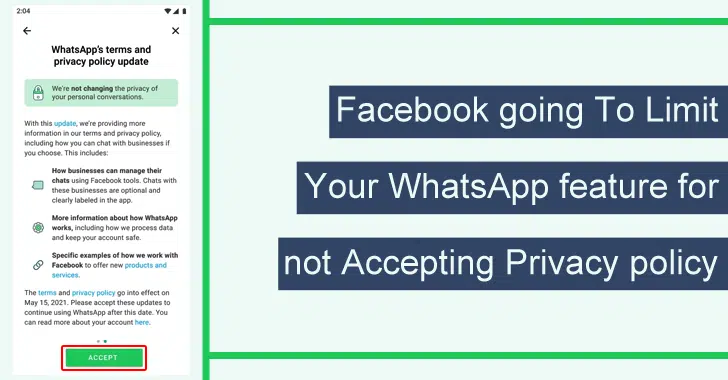 2:04
WhatsApp's terms and
privacy policy update
We're not changing the privacy of
your personal conversations.
With this update, we're providing more
information in our terms and privacy policy,
including how you can chat with businesses if
you choose. This includes:
How businesses can manage their
chats using Facebook tools. Chats with
these businesses are optional and
clearly labeled in the app.
More information about how WhatsApp
works, including how we process data
and keep your account safe.
Specific examples of how we work with
Facebook to offer new products and
services.
The terms and privacy policy go into effect on
May 15, 2021. Please accept these updates to
continue using WhatsApp after this date. You
can read more about your account here.
ACCEPT
Facebook going To Limit
Your WhatsApp feature for
not Accepting Privacy policy